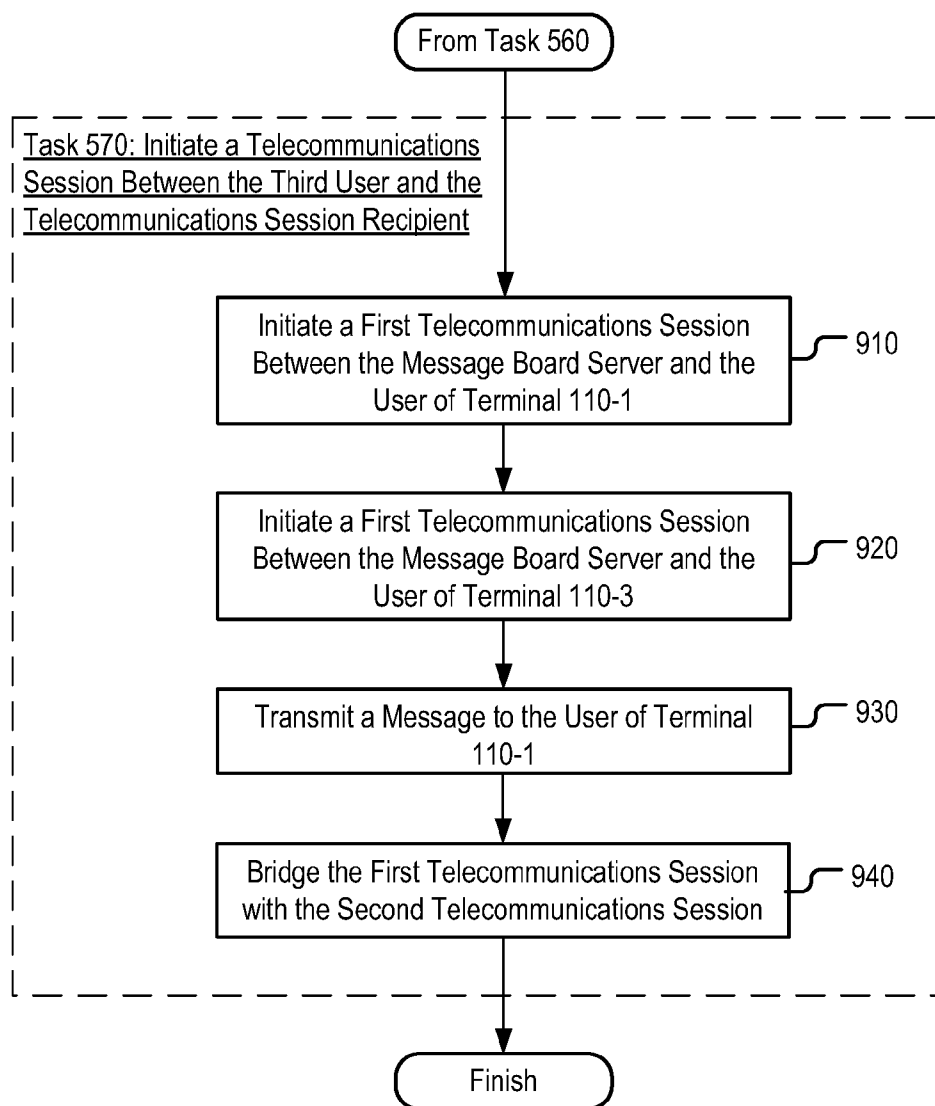 From Task 560
Task 570: Initiate a Telecommunications
Session Between the Third User and the
Telecommunications Session Recipient
Initiate a First Telecommunications Session
Between the Message Board Server and the
User of Terminal 110-1
910
Initiate a First Telecommunications Session
Between the Message Board Server and the
User of Terminal 110-3
920
Transmit a Message to the User of Terminal
110-1
930
Bridge the First Telecommunications Session
with the Second Telecommunications Session
940
Finish